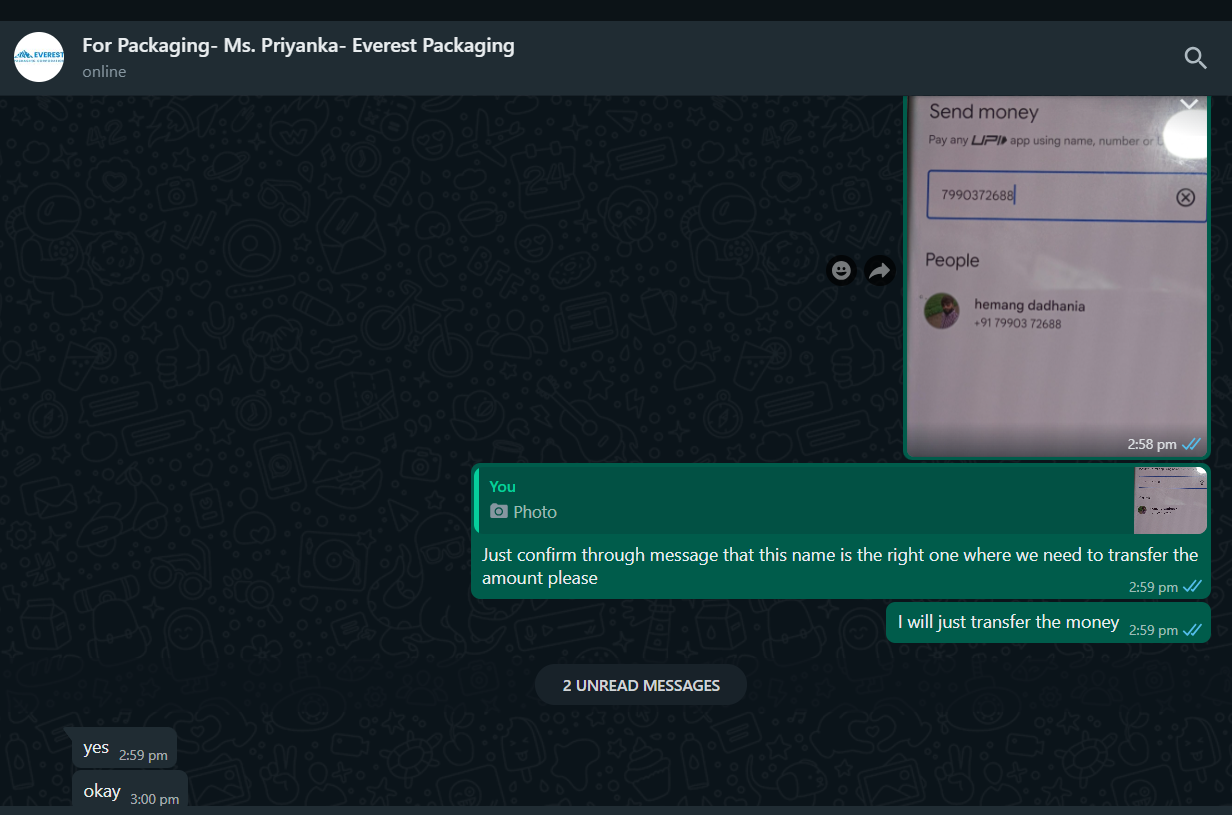 For Packaging- Ms. Priyanka- Everest Packaging
EVEREST
online
Send money
Pay any UPI app using name, number or
7990372688
People
hemang dadhania
+91 79903 72688
2:58 pm
You
Photo
Just confirm through message that this name is the right one where we need to transfer the
amount please
2:59 pm
I will just transfer the money
2:59 pm
2 UNREAD MESSAGES
yes
2:59 pm
okay
3:00 pm